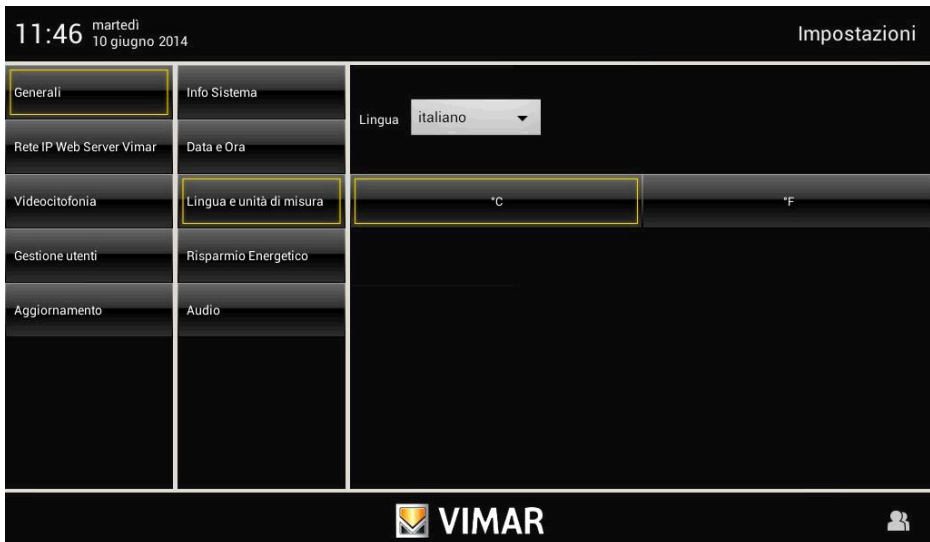 11:46 martedì
10 giugno 2014
Impostazioni
Generali
Rete IP Web Server Vimar
Videocitofonia
Gestione utenti
Aggiornamento
Info Sistema
Data e Ora
Lingua e unità di misura
Risparmio Energetico
Audio
Lingua italiano
°C °F
VIMAR